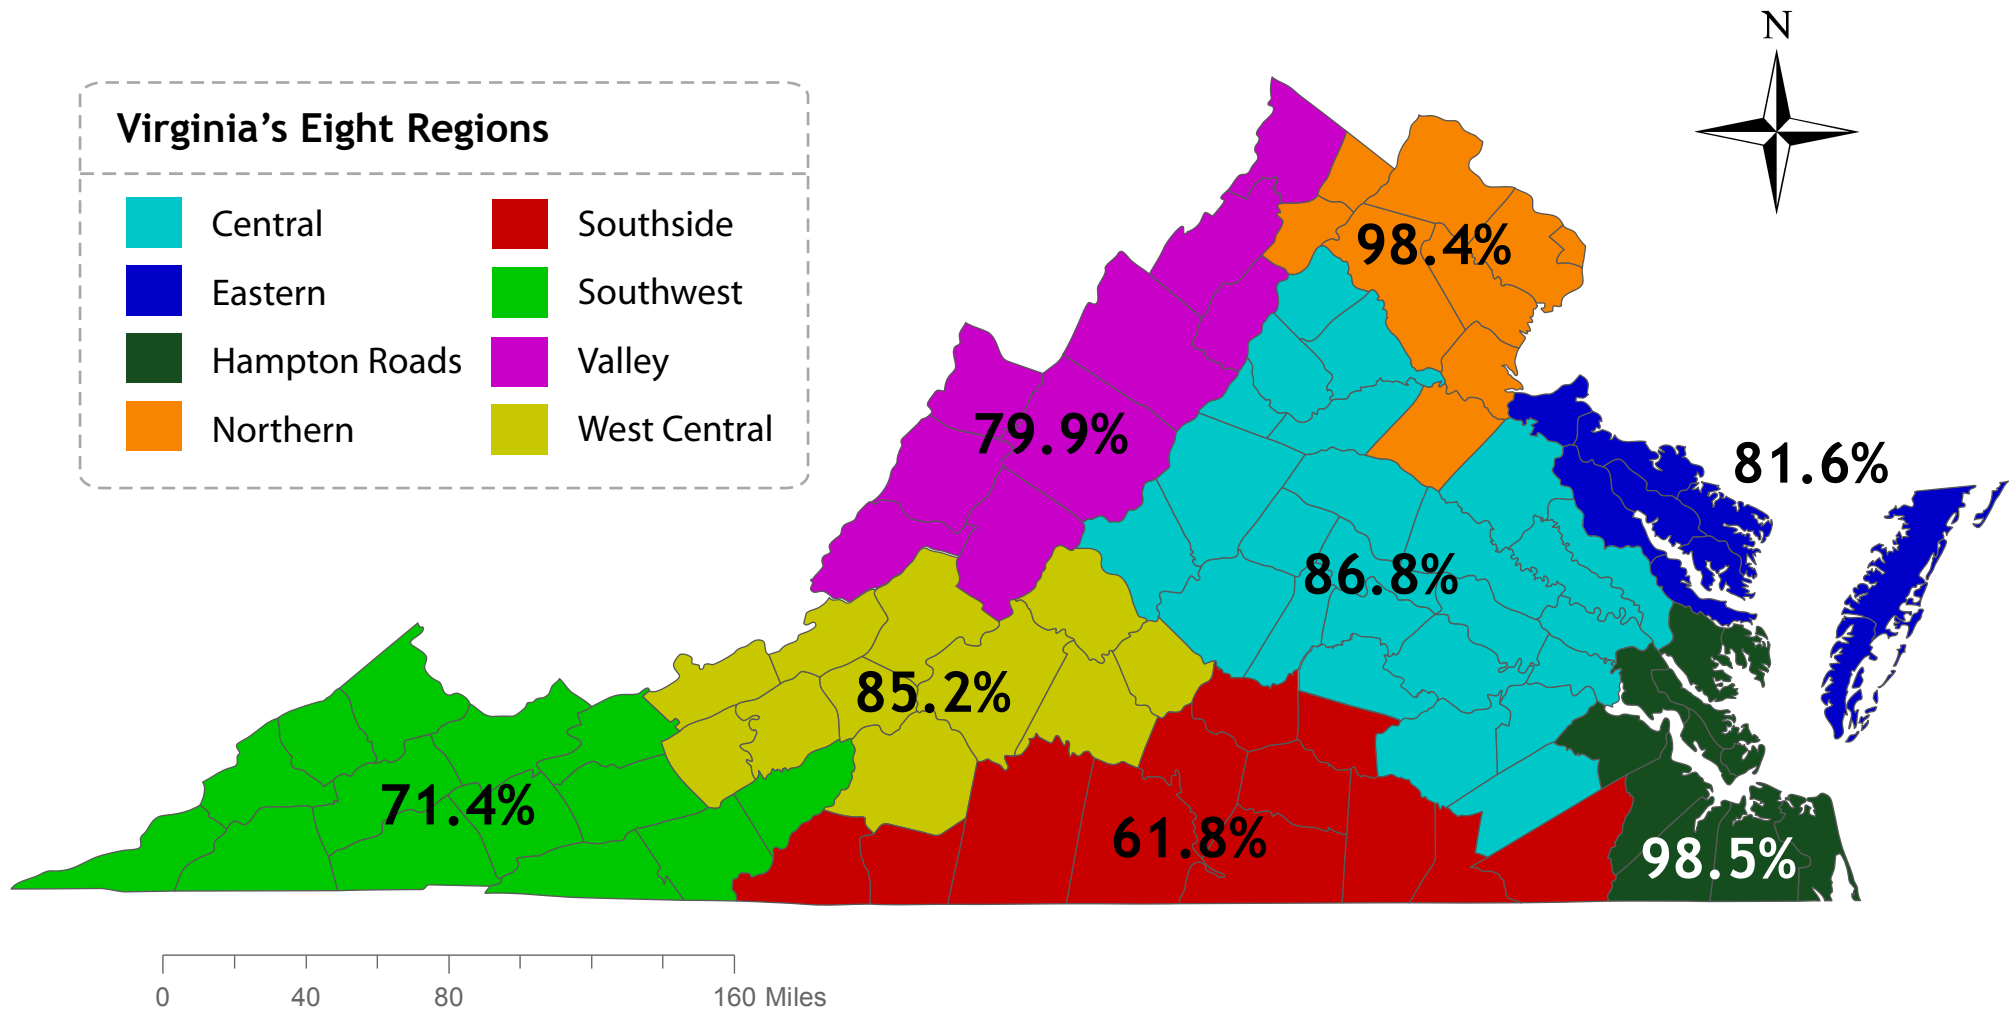 N
Virginia’s Eight Regions
Central
Eastern
Hampton Roads
Northern
Southside
Southwest
Valley
West Central
98.4%
79.9%
81.6%
86.8%
85.2%
71.4%
61.8%
98.5%
0 40 80 160 Miles